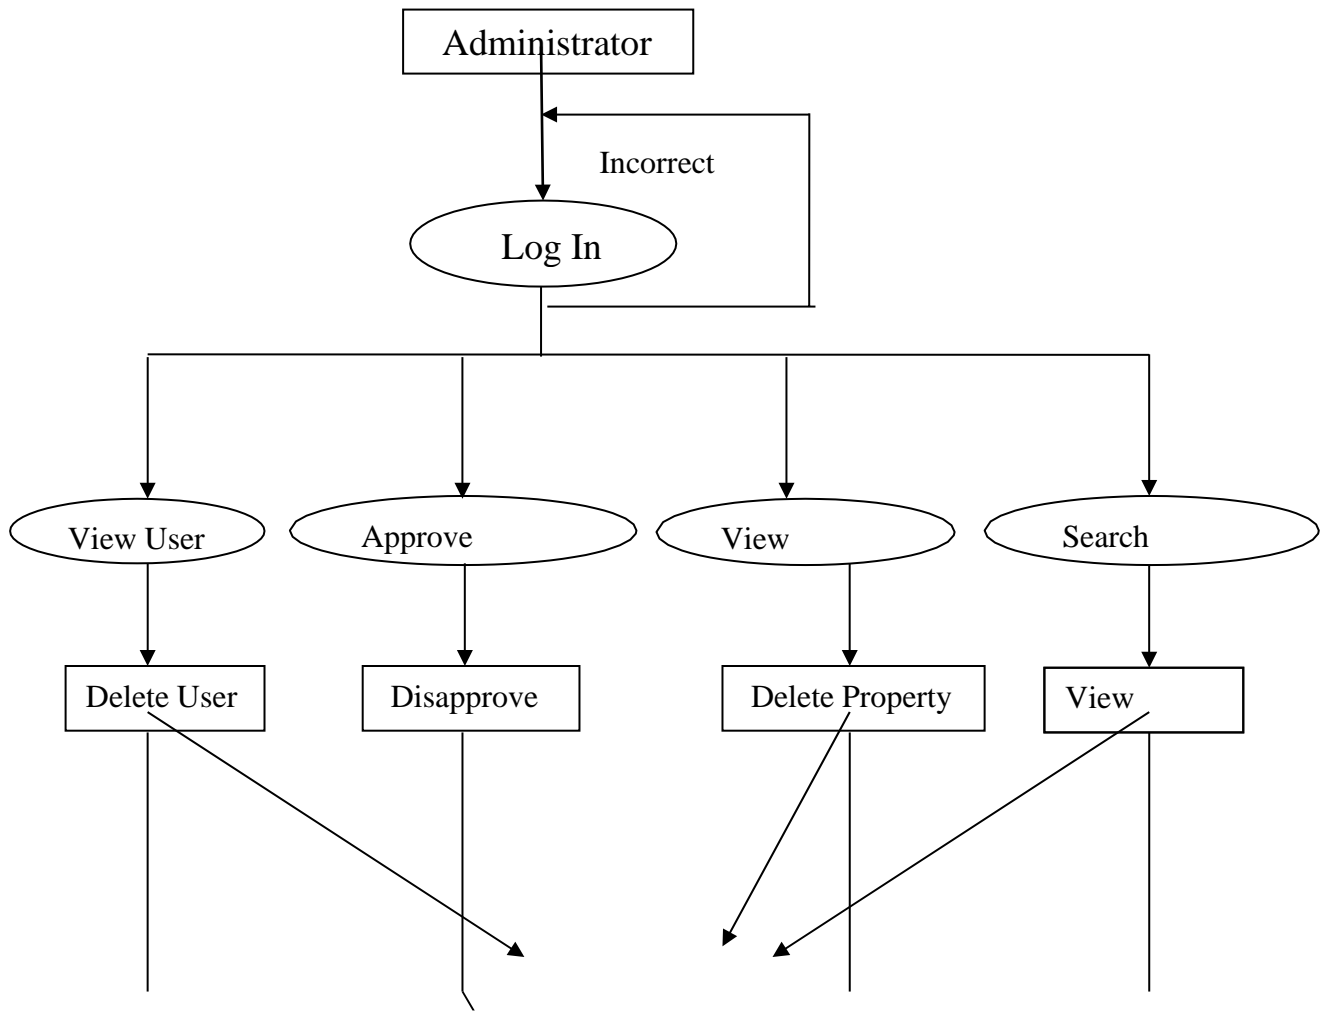 Administrator
Incorrect
Log In
View User
Approve
View
Search
Delete User
Disapprove
Delete Property
View